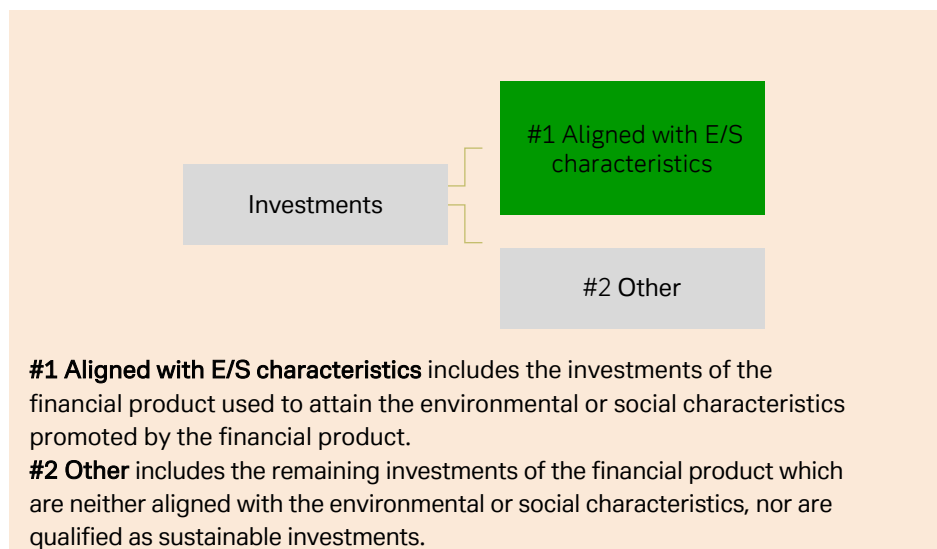 #1 Aligned with E/S
characteristics
Investments
#2 Other
#1 Aligned with E/S characteristics includes the investments of the
financial product used to attain the environmental or social characteristics
promoted by the financial product.
#2 Other includes the remaining investments of the financial product which
are neither aligned with the environmental or social characteristics, nor are
qualified as sustainable investments.